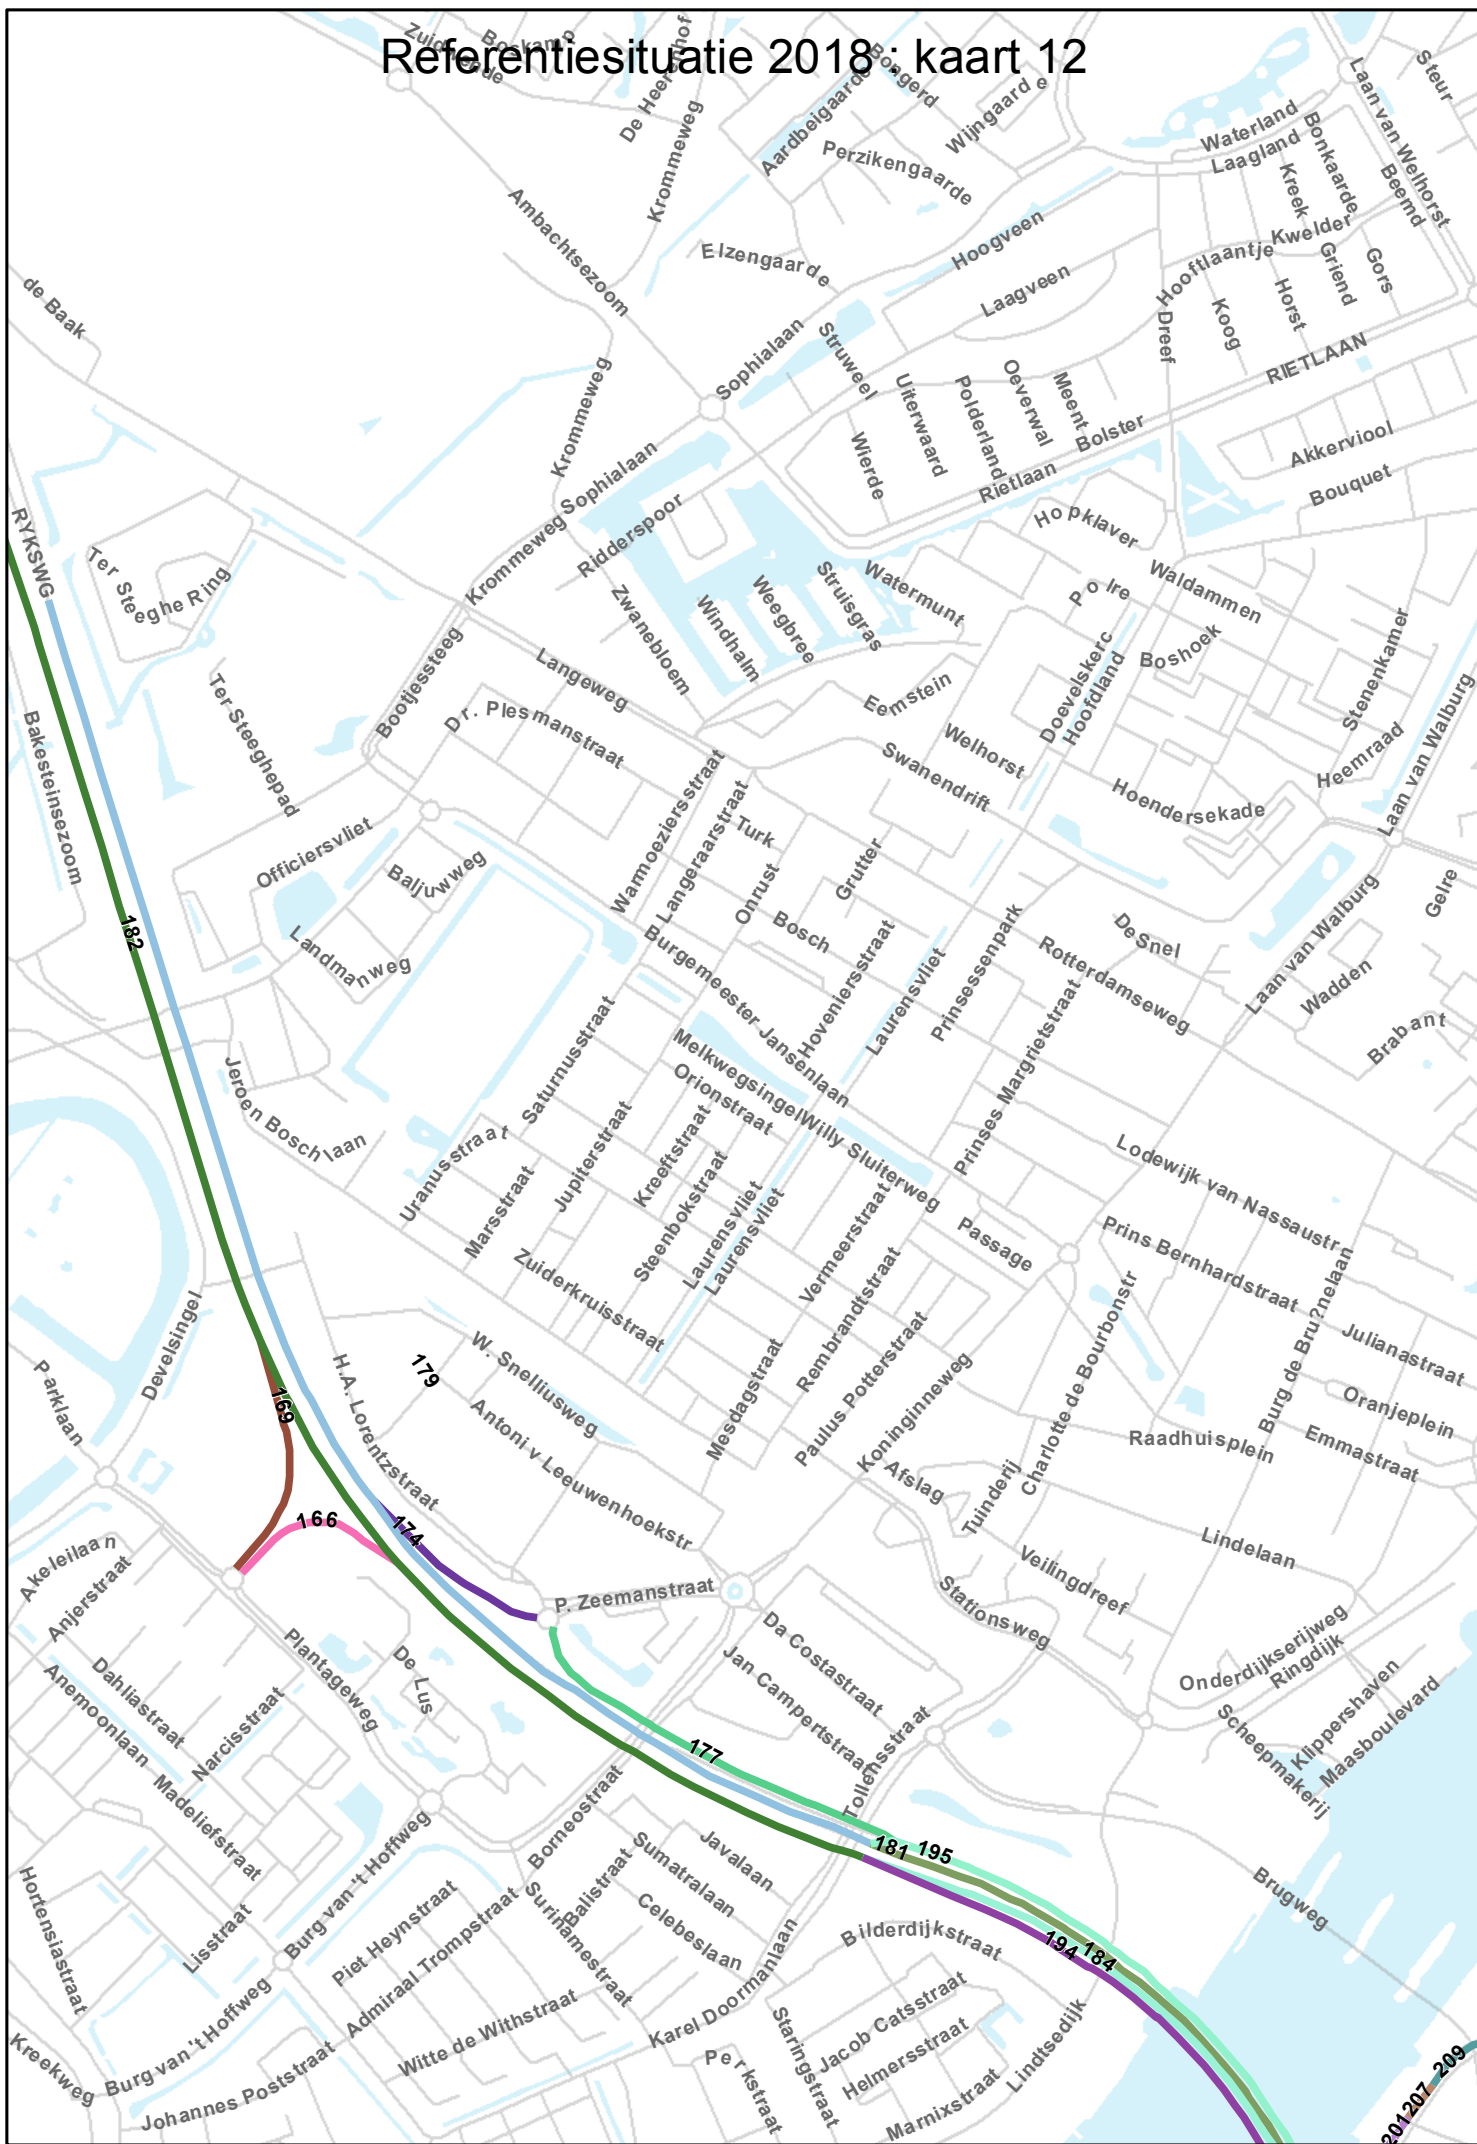 Referentiesituatie 2018 : kaart 12
Zuideinde
Boskamp
De Heerenhof
Krommeweg
Aardbeigaarde
Bongerd
Wijngaarde
Perzikengaarde
Steur
Laan van Welhorst
Waterland
Laagland
Bonkaarde
Kreek
Beemd
Kwelder
Ambachtsezoom
Elzengaarde
Hoogveen
Laagveen
Hooftlaantje
Griend
Gors
Horst
Koog
Dreef
de Baak
Sophialaan
Struweel
Uiterwaard
Polderland
Oeverwal
Meent
Bolster
RIETLAAN
Krommeweg
Sophialaan
Wierde
Rietlaan
Akkerviool
Bouquet
RYKSWG
Ter Steeghe Ring
Krommeweg
Ridderspoor
Hopklaver
Zwanebloem
Windhalm
Weegbree
Struisgras
Watermunt
Polre
Waldammen
Boshoek
Doevelskerc
Hoofdland
Stenenkamer
Bootjessteeg
Langeweg
Dr. Plesmanstraat
Eemstein
Welhorst
Swanendrift
Heemraad
Laan van Walburg
Bakesteinsezoom
Ter Steeghepad
Hoendersekade
Officiersvliet
Baljuwweg
Warmoeziersstraat
Langeraarstraat
Turk
Onrust
Grutter
Bosch
Gelre
182
Landmanweg
Burgemeester Jansenlaan
Hoveniersstraat
Laurensvliet
Prinsessenpark
DeSnel
Rotterdamseweg
Laan van Walburg
Wadden
Brabant
Saturnusstraat
Melkwegsingel
Orionstraat
Willy Sluiterweg
Prinses Margrietstraat
Jeroen Boschlaan
Uranusstraat
Marsstraat
Jupiterstraat
Kreeftstraat
Steenbokstraat
Laurensvliet
Laurensvliet
Vermeerstraat
Passage
Lodewijk van Nassaustr
Prins Bernhardstraat
Zuiderkruisstraat
Rembrandtstraat
Develsingel
Parklaan
H.A. Lorentzstraat
179
W. Snelliusweg
Antoni v Leeuwenhoekstr
Mesdagstraat
Paulus Potterstraat
Koninginneweg
Charlotte de Bourbonstr
Burg de Bru?nelaan
Julianastraat
Oranjeplein
Emmastraat
Raadhuisplein
169
166
174
Afslag
Tuinderij
Lindelaan
Veilingdreef
Stationsweg
P. Zeemanstraat
Akeleilaan
Anjerstraat
Da Costastraat
Jan Campertstraat
Tollensstraat
Onderdijkserijweg
Ringdijk
Plantageweg
De Lus
Dahliastraat
Anemoonlaan
Narcisstraat
Madeliefstraat
177
Scheepmakerij
Klippershaven
Maasboulevard
Borneostraat
181
195
Javalaan
Sumatralaan
Balistraat
Celebeslaan
Surinamestraat
Burg van 't Hoffweg
Hortensiastraat
Lisstraat
Piet Heynstraat
Admiraal Trompstraat
Bilderdijkstraat
194
184
Brugweg
Karel Doormanlaan
Witte de Withstraat
Burg van 't Hoffweg
Kreekweg
Johannes Poststraat
Perkstraat
Staringstraat
Jacob Catsstraat
Helmersstraat
Marnixstraat
Lindtsedijk
209
207
201